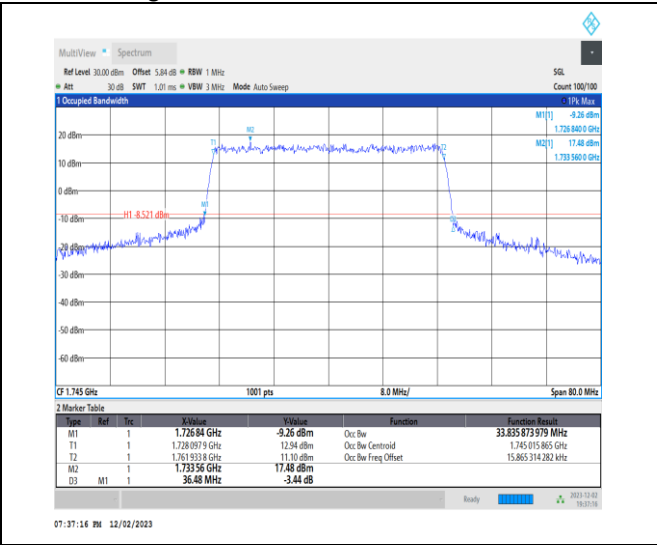 MultiView Spectrum
Ref Level 30.00 dBm Offset 5.84 dB RBW 1 MHz SGL
Att 30 dB SWT 1.01 ms VBW 3 MHz Mode Auto Sweep Count 100/100
1 Occupied Bandwidth 1Pk Max
M1[1] -9.26 dBm
1.726 840 0 GHz
M2[1] 17.48 dBm
1.733 560 0 GHz
M2
20 dBm
T1
T2
10 dBm
0 dBm
M1
H1 -8.521 dBm
-10 dBm
-20 dBm
-30 dBm
-40 dBm
-50 dBm
-60 dBm
CF 1.745 GHz 1001 pts 8.0 MHz/ Span 80.0 MHz
2 Marker Table
Type Ref Trc X-Value Y-Value Function Function Result
M1 1 1.726 84 GHz -9.26 dBm Occ Bw 33.835 873 979 MHz
T1 1 1.728 097 9 GHz 12.94 dBm Occ Bw Centroid 1.745 015 865 GHz
T2 1 1.761 933 8 GHz 11.10 dBm Occ Bw Freq Offset 15.865 314 282 kHz
M2 1 1.733 56 GHz 17.48 dBm
D3 M1 1 36.48 MHz -3.44 dB
Ready 2023-12-02
19:37:16
07:37:16 PM 12/02/2023